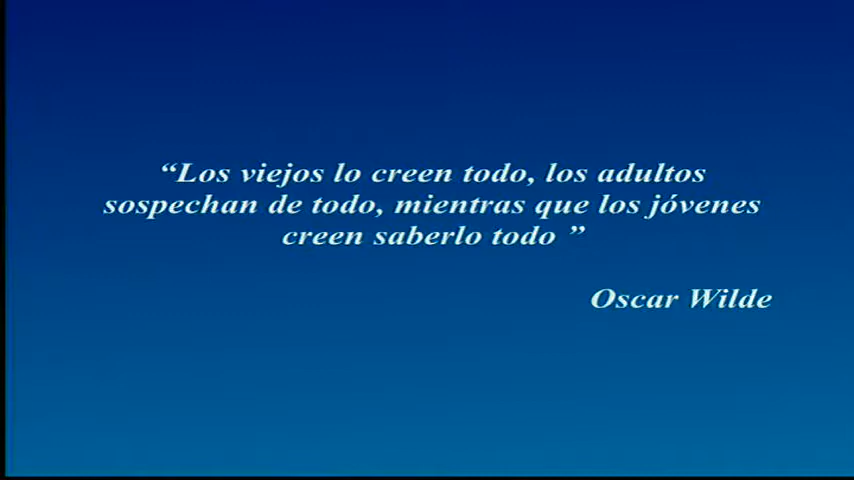 “Los viejos lo creen todo, los adultos
sospechan de todo, mientras que los jóvenes
creen saberlo todo ”
Oscar Wilde